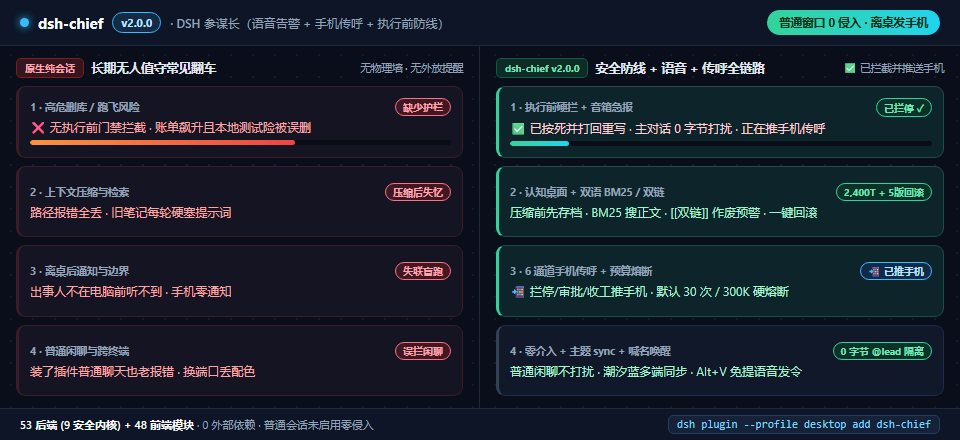 dsh-chief v2.0.0 · DSH 参谋长（语音告警 + 手机传呼 + 执行前防线）
普通窗口 0 侵入 · 离桌发手机
原生纯会话 长期无人值守常见翻车 无物理墙 · 无外放提醒
1 · 高危删库 / 跑飞风险 缺少护栏
❌ 无执行前门禁拦截 · 账单飙升且本地测试险被误删
2 · 上下文压缩与检索 压缩后失忆
路径报错全丢 · 旧笔记每轮硬塞提示词
3 · 离桌后通知与边界 失联盲跑
出事人不在电脑前听不到 · 手机零通知
4 · 普通闲聊与跨终端 误拦闲聊
装了插件普通聊天也老报错 · 换端口丢配色
dsh-chief v2.0.0 安全防线 + 语音 + 传呼全链路 ✅ 已拦截并推送手机
1 · 执行前硬拦 + 音箱急报 已拦停 ✓
✅ 已按死并打回重写 · 主对话 0 字节打扰 · 正在推手机传呼
2 · 认知桌面 + 双语 BM25 / 双链 2,400T + 5版回滚
压缩前先存档 · BM25 搜正文 · [[双链]] 作废预警 · 一键回滚
3 · 6 通道手机传呼 + 预算熔断 📲 已推手机
📲 拦停/审批/收工推手机 · 默认 30 次 / 300K 硬熔断
4 · 零介入 + 主题 sync + 喊名唤醒 0 字节 @lead 隔离
普通闲聊不打扰 · 潮汐蓝多端同步 · Alt+V 免提语音发令
53 后端 (9 安全内核) + 48 前端模块 · 0 外部依赖 · 普通会话未启用零侵入
dsh plugin --profile desktop add dsh-chief